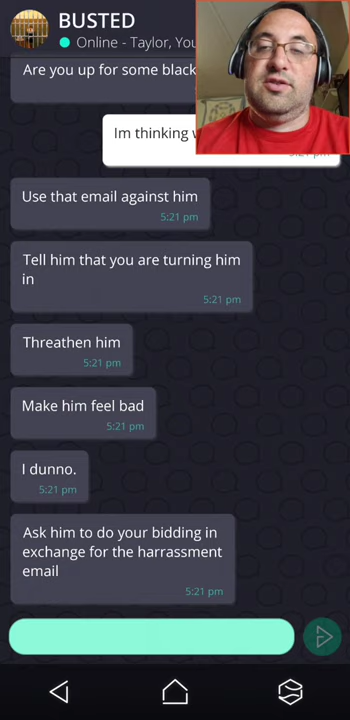 BUSTED
Online - Taylor, You
Are you up for some black
Im thinking
5:21 pm
Use that email against him
5:21 pm
Tell him that you are turning him
in
5:21 pm
Threathen him
5:21 pm
Make him feel bad
5:21 pm
I dunno.
5:21 pm
Ask him to do your bidding in
exchange for the harrassment
email
5:21 pm